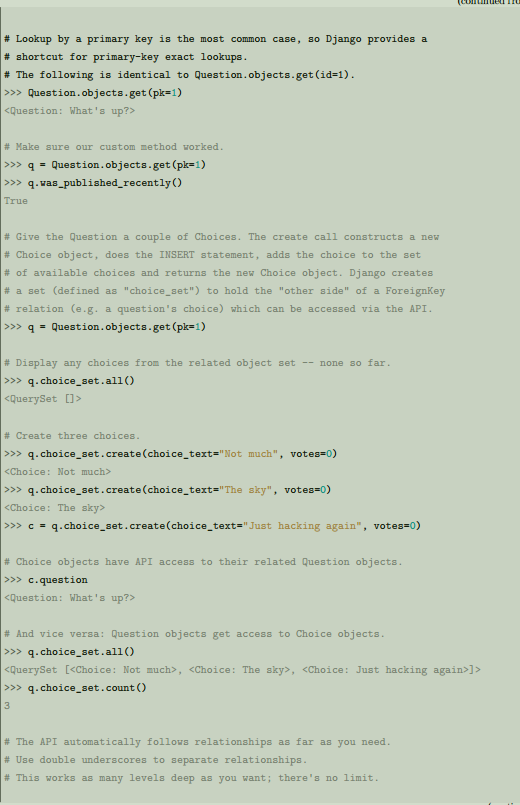 (continued from
# Lookup by a primary key is the most common case, so Django provides a
# shortcut for primary-key exact lookups.
# The following is identical to Question.objects.get(id=1).
>>> Question.objects.get(pk=1)
<Question: What's up?>
# Make sure our custom method worked.
>>> q = Question.objects.get(pk=1)
>>> q.was_published_recently()
True
# Give the Question a couple of Choices. The create call constructs a new
# Choice object, does the INSERT statement, adds the choice to the set
# of available choices and returns the new Choice object. Django creates
# a set (defined as "choice_set") to hold the "other side" of a ForeignKey
# relation (e.g. a question's choice) which can be accessed via the API.
>>> q = Question.objects.get(pk=1)
# Display any choices from the related object set -- none so far.
>>> q.choice_set.all()
<QuerySet []>
# Create three choices.
>>> q.choice_set.create(choice_text="Not much", votes=0)
<Choice: Not much>
>>> q.choice_set.create(choice_text="The sky", votes=0)
<Choice: The sky>
>>> c = q.choice_set.create(choice_text="Just hacking again", votes=0)
# Choice objects have API access to their related Question objects.
>>> c.question
<Question: What's up?>
# And vice versa: Question objects get access to Choice objects.
>>> q.choice_set.all()
<QuerySet [<Choice: Not much>, <Choice: The sky>, <Choice: Just hacking again>]>
>>> q.choice_set.count()
3
# The API automatically follows relationships as far as you need.
# Use double underscores to separate relationships.
# This works as many levels deep as you want; there's no limit.